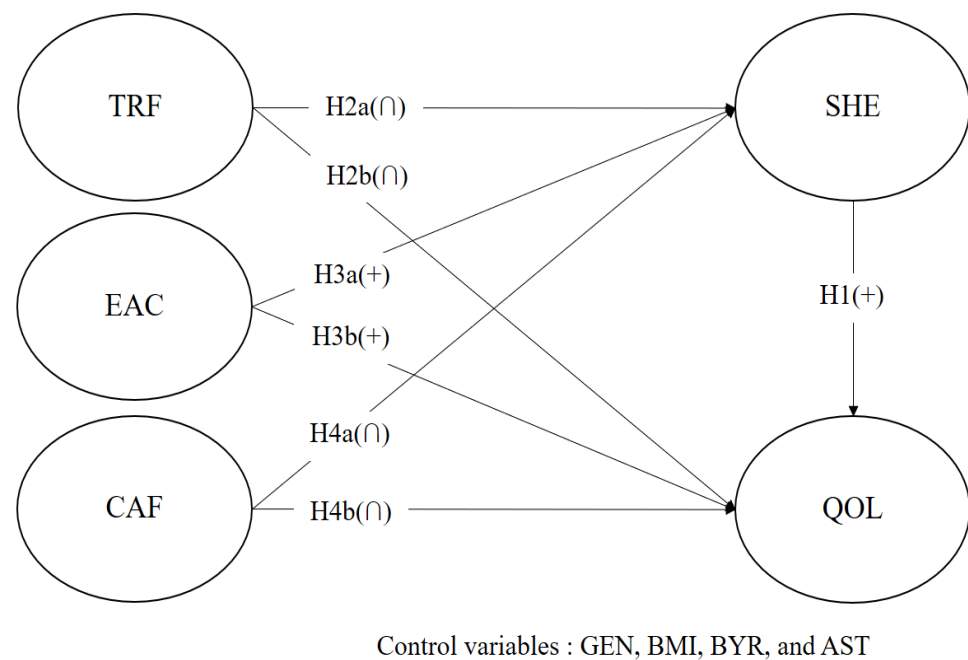 TRF
H2a(∩)
SHE
H2b(∩)
H3a(+)
EAC
H1(+)
H3b(+)
H4a(∩)
CAF
H4b(∩)
QOL
Control variables : GEN, BMI, BYR, and AST